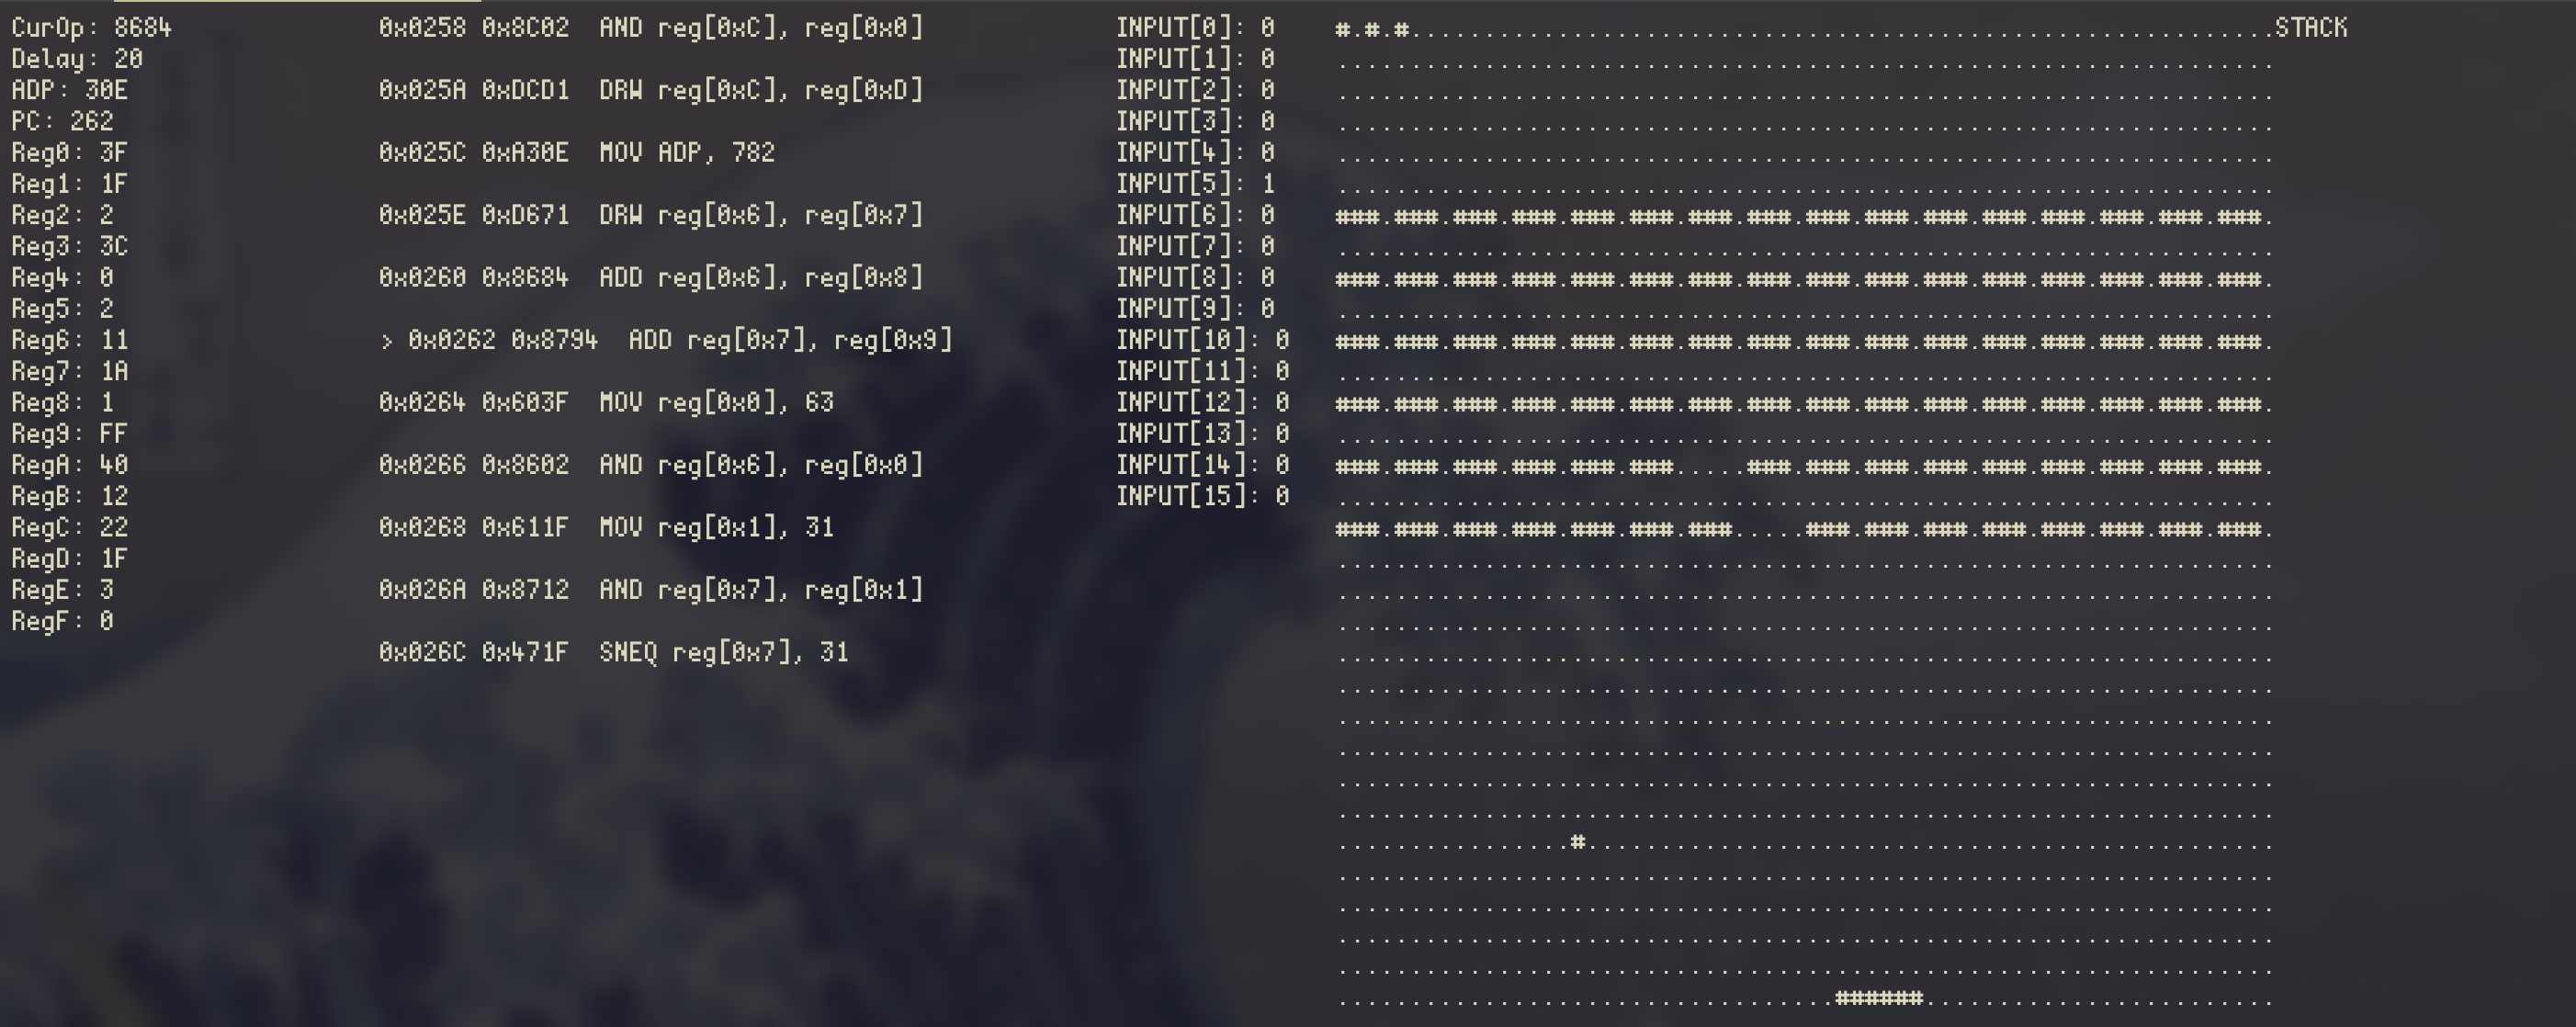 CurOp: 8684
Delay: 20
ADP: 30E
PC: 262
Reg0: 3F
Reg1: 1F
Reg2: 2
Reg3: 3C
Reg4: 0
Reg5: 2
Reg6: 11
Reg7: 1A
Reg8: 1
Reg9: FF
RegA: 40
RegB: 12
RegC: 22
RegD: 1F
RegE: 3
RegF: 0
0x0258 0x8C02  AND reg[0xC], reg[0x0]
0x025A 0xDCD1  DRW reg[0xC], reg[0xD]
0x025C 0xA30E  MOV ADP, 782
0x025E 0xD671  DRW reg[0x6], reg[0x7]
0x0260 0x8684  ADD reg[0x6], reg[0x8]
> 0x0262 0x8794  ADD reg[0x7], reg[0x9]
0x0264 0x603F  MOV reg[0x0], 63
0x0266 0x8602  AND reg[0x6], reg[0x0]
0x0268 0x611F  MOV reg[0x1], 31
0x026A 0x8712  AND reg[0x7], reg[0x1]
0x026C 0x471F  SNEQ reg[0x7], 31
INPUT[0]: 0
INPUT[1]: 0
INPUT[2]: 0
INPUT[3]: 0
INPUT[4]: 0
INPUT[5]: 1
INPUT[6]: 0
INPUT[7]: 0
INPUT[8]: 0
INPUT[9]: 0
INPUT[10]: 0
INPUT[11]: 0
INPUT[12]: 0
INPUT[13]: 0
INPUT[14]: 0
INPUT[15]: 0
#.#.#...........................................................STACK
................................................................
................................................................
................................................................
................................................................
................................................................
###.###.###.###.###.###.###.###.###.###.###.###.###.###.###.###.
................................................................
###.###.###.###.###.###.###.###.###.###.###.###.###.###.###.###.
................................................................
###.###.###.###.###.###.###.###.###.###.###.###.###.###.###.###.
................................................................
###.###.###.###.###.###.###.###.###.###.###.###.###.###.###.###.
................................................................
###.###.###.###.###.###.....###.###.###.###.###.###.###.###.###.
................................................................
###.###.###.###.###.###.###.....###.###.###.###.###.###.###.###.
................................................................
................................................................
................................................................
................................................................
................................................................
................................................................
................................................................
................................................................
................................................................
................#...............................................
................................................................
................................................................
................................................................
................................................................
..................................######........................